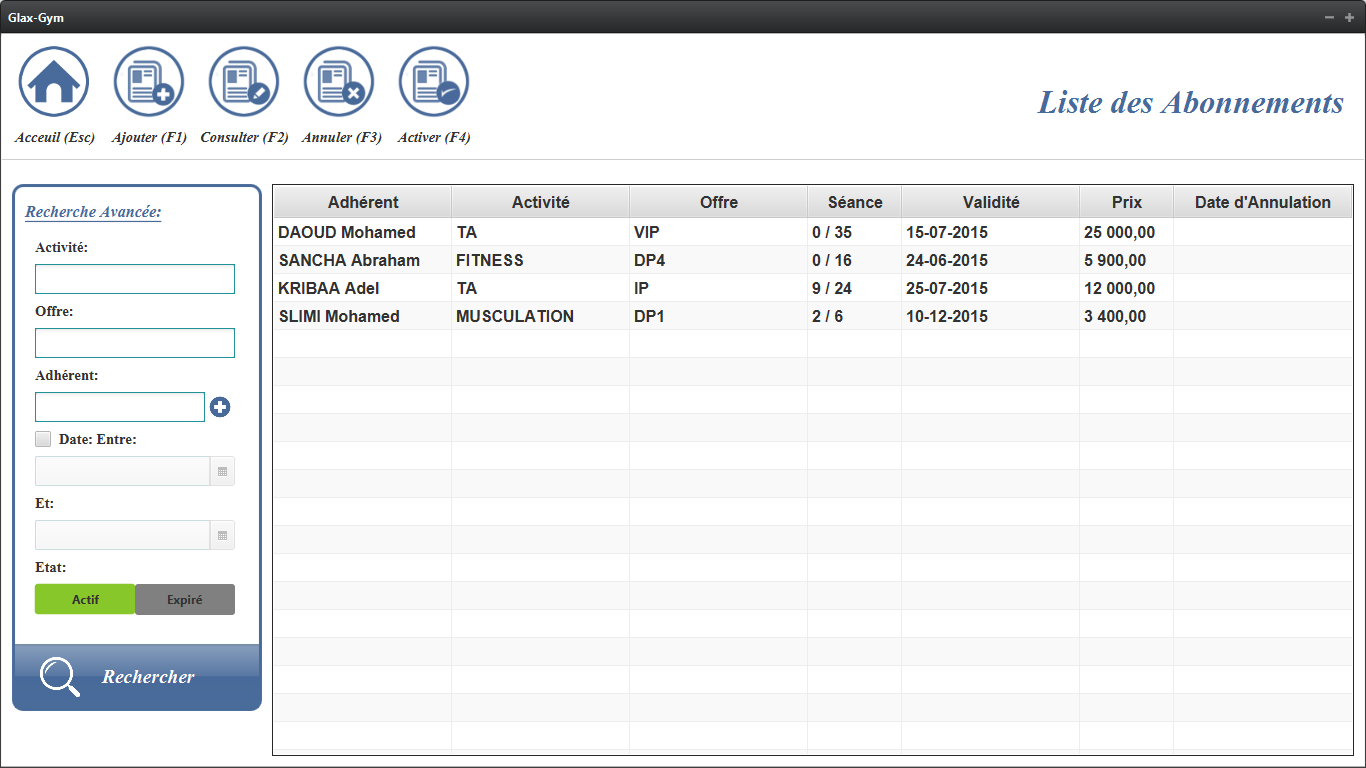 Glax-Gym
Acceuil (Esc) Ajouter (F1) Consulter (F2) Annuler (F3) Activer (F4)
Liste des Abonnements
Recherche Avancée:
Activité:
Offre:
Adhérent:
Date: Entre:
Et:
Etat:
Actif Expiré
Rechercher
Adhérent Activité Offre Séance Validité Prix Date d'Annulation
DAOUD Mohamed TA VIP 0 / 35 15-07-2015 25 000,00
SANCHA Abraham FITNESS DP4 0 / 16 24-06-2015 5 900,00
KRIBAA Adel TA IP 9 / 24 25-07-2015 12 000,00
SLIMI Mohamed MUSCULATION DP1 2 / 6 10-12-2015 3 400,00